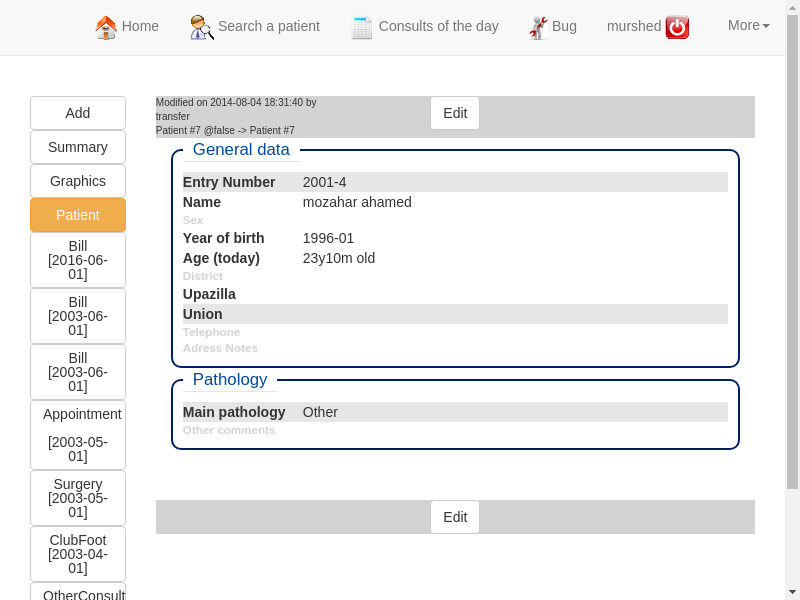 Home Search a patient Consults of the day Bug murshed More
Add
Summary
Graphics
Patient
Bill
[2016-06-
01]
Bill
[2003-06-
01]
Bill
[2003-06-
01]
Appointment
[2003-05-
01]
Surgery
[2003-05-
01]
ClubFoot
[2003-04-
01]
OtherConsult
Modified on 2014-08-04 18:31:40 by
transfer
Patient #7 @false -> Patient #7
Edit
General data
Entry Number 2001-4
Name mozahar ahamed
Sex
Year of birth 1996-01
Age (today) 23y10m old
District
Upazilla
Union
Telephone
Adress Notes
Pathology
Main pathology Other
Other comments
Edit